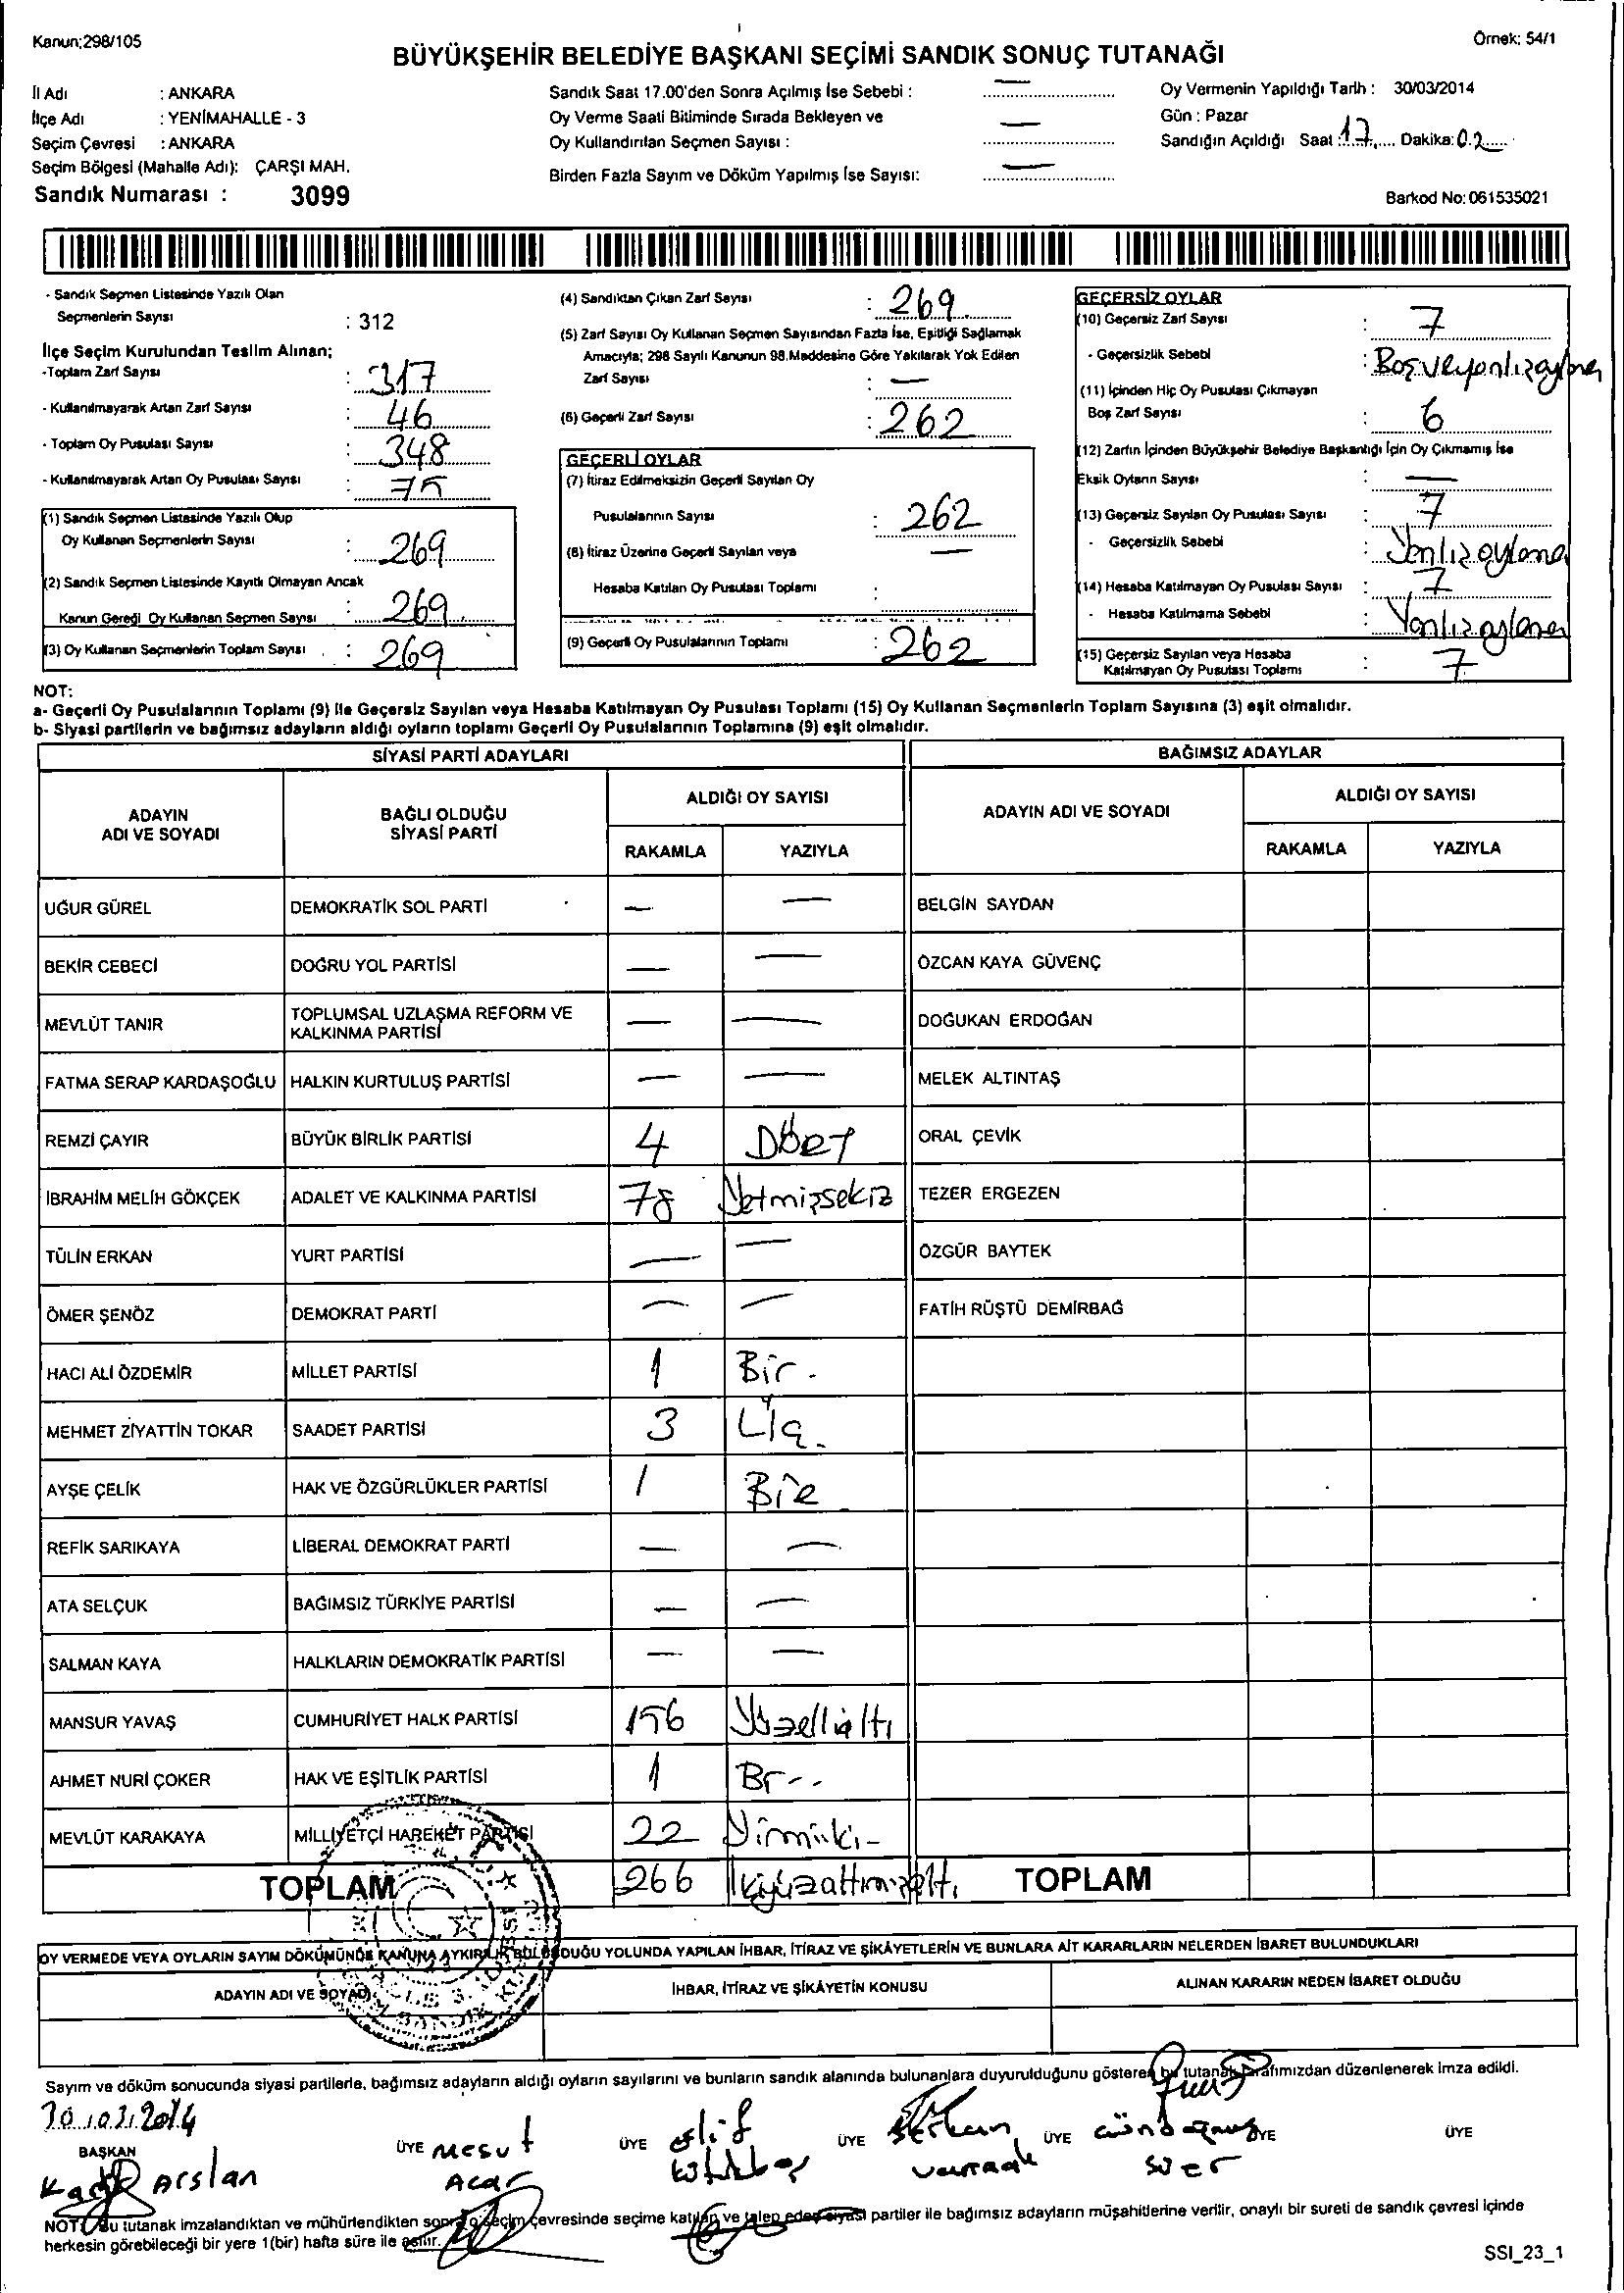 Kanun;298/105
Örnek: 54/1
BÜYÜKŞEHİR BELEDİYE BAŞKANI SEÇİMİ SANDIK SONUÇ TUTANAĞI
İl Adı : ANKARA
İlçe Adı : YENİMAHALLE - 3
Seçim Çevresi : ANKARA
Seçim Bölgesi (Mahalle Adı): ÇARŞI MAH.
Sandık Numarası : 3099
Sandık Saat 17.00'den Sonra Açılmış İse Sebebi : —
Oy Verme Saati Bitiminde Sırada Bekleyen ve
Oy Kullandırılan Seçmen Sayısı : —
Birden Fazla Sayım ve Döküm Yapılmış İse Sayısı: —
Oy Vermenin Yapıldığı Tarih : 30/03/2014
Gün : Pazar
Sandığın Açıldığı Saat : 17 Dakika: 02
Barkod No: 061535021
- Sandık Seçmen Listesinde Yazılı Olan
Seçmenlerin Sayısı : 312
İlçe Seçim Kurulundan Teslim Alınan;
-Toplam Zarf Sayısı : 317
- Kullanılmayarak Artan Zarf Sayısı : 46
- Toplam Oy Pusulası Sayısı : 348
- Kullanılmayarak Artan Oy Pusulası Sayısı : 75
(1) Sandık Seçmen Listesinde Yazılı Olup
Oy Kullanan Seçmenlerin Sayısı : 269
(2) Sandık Seçmen Listesinde Kayıtlı Olmayan Ancak
Kanun Gereği Oy Kullanan Seçmen Sayısı : 269
(3) Oy Kullanan Seçmenlerin Toplam Sayısı : 269
(4) Sandıktan Çıkan Zarf Sayısı : 269
(5) Zarf Sayısı Oy Kullanan Seçmen Sayısından Fazla İse, Eşitliği Sağlamak
Amacıyla; 298 Sayılı Kanunun 98.Maddesine Göre Yakılarak Yok Edilen
Zarf Sayısı : —
(6) Geçerli Zarf Sayısı : 262
GEÇERLİ OYLAR
(7) İtiraz Edilmeksizin Geçerli Sayılan Oy
Pusulalarının Sayısı : 262
(8) İtiraz Üzerine Geçerli Sayılan veya —
Hesaba Katılan Oy Pusulası Toplamı :
(9) Geçerli Oy Pusulalarının Toplamı : 262
GEÇERSİZ OYLAR
(10) Geçersiz Zarf Sayısı : 7
- Geçersizlik Sebebi :
(11) İçinden Hiç Oy Pusulası Çıkmayan
Boş Zarf Sayısı : 6
(12) Zarfın İçinden Büyükşehir Belediye Başkanlığı İçin Oy Çıkmamış İse
Eksik Oyların Sayısı : —
(13) Geçersiz Sayılan Oy Pusulası Sayısı : 7
- Geçersizlik Sebebi :
(14) Hesaba Katılmayan Oy Pusulası Sayısı : 7
- Hesaba Katılmama Sebebi :
(15) Geçersiz Sayılan veya Hesaba
Katılmayan Oy Pusulası Toplamı : 7
NOT:
a- Geçerli Oy Pusulalarının Toplamı (9) İle Geçersiz Sayılan veya Hesaba Katılmayan Oy Pusulası Toplamı (15) Oy Kullanan Seçmenlerin Toplam Sayısına (3) eşit olmalıdır.
b- Siyasi partilerin ve bağımsız adayların aldığı oyların toplamı Geçerli Oy Pusulalarının Toplamına (9) eşit olmalıdır.
SİYASİ PARTİ ADAYLARI BAĞIMSIZ ADAYLAR
ADAYIN ADI VE SOYADI BAĞLI OLDUĞU SİYASİ PARTİ ALDIĞI OY SAYISI ADAYIN ADI VE SOYADI ALDIĞI OY SAYISI
RAKAMLA YAZIYLA RAKAMLA YAZIYLA
UĞUR GÜREL DEMOKRATİK SOL PARTİ — — BELGİN SAYDAN
BEKİR CEBECİ DOĞRU YOL PARTİSİ — — ÖZCAN KAYA GÜVENÇ
MEVLÜT TANIR TOPLUMSAL UZLAŞMA REFORM VE KALKINMA PARTİSİ — — DOĞUKAN ERDOĞAN
FATMA SERAP KARDAŞOĞLU HALKIN KURTULUŞ PARTİSİ — — MELEK ALTINTAŞ
REMZİ ÇAYIR BÜYÜK BİRLİK PARTİSİ 4 DÖRT ORAL ÇEVİK
İBRAHİM MELİH GÖKÇEK ADALET VE KALKINMA PARTİSİ 78 Yetmişsekiz TEZER ERGEZEN
TÜLİN ERKAN YURT PARTİSİ — — ÖZGÜR BAYTEK
ÖMER ŞENÖZ DEMOKRAT PARTİ — — FATİH RÜŞTÜ DEMİRBAĞ
HACI ALİ ÖZDEMİR MİLLET PARTİSİ 1 Bir
MEHMET ZİYATTİN TOKAR SAADET PARTİSİ 3
AYŞE ÇELİK HAK VE ÖZGÜRLÜKLER PARTİSİ 1 Bir
REFİK SARIKAYA LİBERAL DEMOKRAT PARTİ — —
ATA SELÇUK BAĞIMSIZ TÜRKİYE PARTİSİ — —
SALMAN KAYA HALKLARIN DEMOKRATİK PARTİSİ — —
MANSUR YAVAŞ CUMHURİYET HALK PARTİSİ 156 Yüzellialtı
AHMET NURİ ÇOKER HAK VE EŞİTLİK PARTİSİ 1 Br--
MEVLÜT KARAKAYA MİLLİYETÇİ HAREKET PARTİSİ 22 Yirmiiki-
TOPLAM 266 İkiyüzaltmışaltı TOPLAM
OY VERMEDE VEYA OYLARIN SAYIM DÖKÜMÜNDE KANUNA AYKIRILIK BULUNDUĞU YOLUNDA YAPILAN İHBAR, İTİRAZ VE ŞİKÂYETLERİN VE BUNLARA AİT KARARLARIN NELERDEN İBARET BULUNDUKLARI
ADAYIN ADI VE SOYADI İHBAR, İTİRAZ VE ŞİKÂYETİN KONUSU ALINAN KARARIN NEDEN İBARET OLDUĞU
Sayım ve döküm sonucunda siyasi partilerle, bağımsız adayların aldığı oyların sayılarını ve bunların sandık alanında bulunanlara duyurulduğunu gösteren bu tutanak tarafımızdan düzenlenerek imza edildi.
30.03.2014
BAŞKAN ÜYE Mesut ÜYE Elif ÜYE Serkan ÜYE ÜYE ÜYE
Arslan Acar
NOT: Bu tutanak imzalandıktan ve mühürlendikten sonra o seçim çevresinde seçime katılan ve talep eden siyasi partiler ile bağımsız adayların müşahitlerine verilir, onaylı bir sureti de sandık çevresi içinde
herkesin görebileceği bir yere 1(bir) hafta süre ile asılır.
SSI_23_1